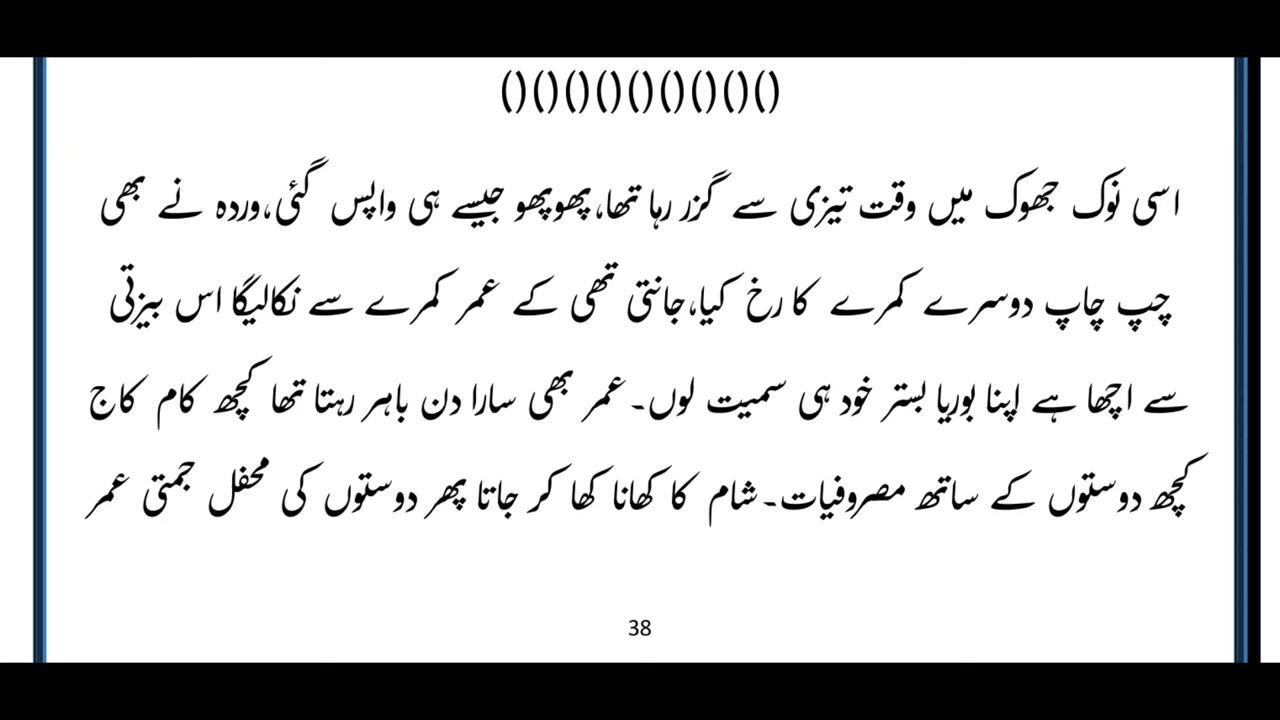 ()()()()()()()()()
اسی نوک جھوک میں وقت تیزی سے گزر رہا تھا،پھوپھو جیسے ہی واپس گئی،وردہ نے بھی
چپ چاپ دوسرے کمرے کا رخ کیا،جانتی تھی کے عمر کمرے سے نکالیگا اس بیزتی
سے اچھا ہے اپنا بوریا بستر خود ہی سمیت لوں۔عمر بھی سارا دن باہر رہتا تھا کچھ کام کاج
کچھ دوستوں کے ساتھ مصروفیات۔شام کا کھانا کھا کر جاتا پھر دوستوں کی محفل جمتی عمر
38